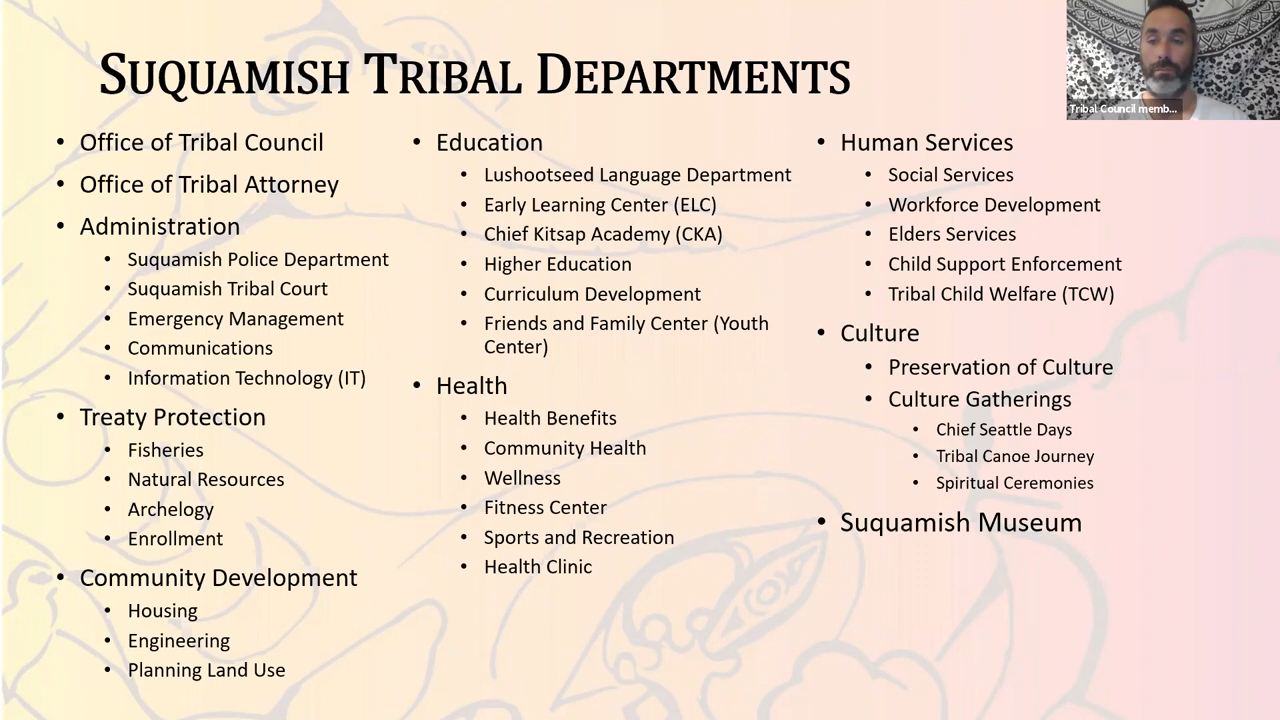 SUQUAMISH TRIBAL DEPARTMENTS
Tribal Council memb...
• Office of Tribal Council
• Office of Tribal Attorney
• Administration
• Suquamish Police Department
• Suquamish Tribal Court
• Emergency Management
• Communications
• Information Technology (IT)
• Treaty Protection
• Fisheries
• Natural Resources
• Archelogy
• Enrollment
• Community Development
• Housing
• Engineering
• Planning Land Use
• Education
• Lushootseed Language Department
• Early Learning Center (ELC)
• Chief Kitsap Academy (CKA)
• Higher Education
• Curriculum Development
• Friends and Family Center (Youth
Center)
• Health
• Health Benefits
• Community Health
• Wellness
• Fitness Center
• Sports and Recreation
• Health Clinic
• Human Services
• Social Services
• Workforce Development
• Elders Services
• Child Support Enforcement
• Tribal Child Welfare (TCW)
• Culture
• Preservation of Culture
• Culture Gatherings
• Chief Seattle Days
• Tribal Canoe Journey
• Spiritual Ceremonies
• Suquamish Museum